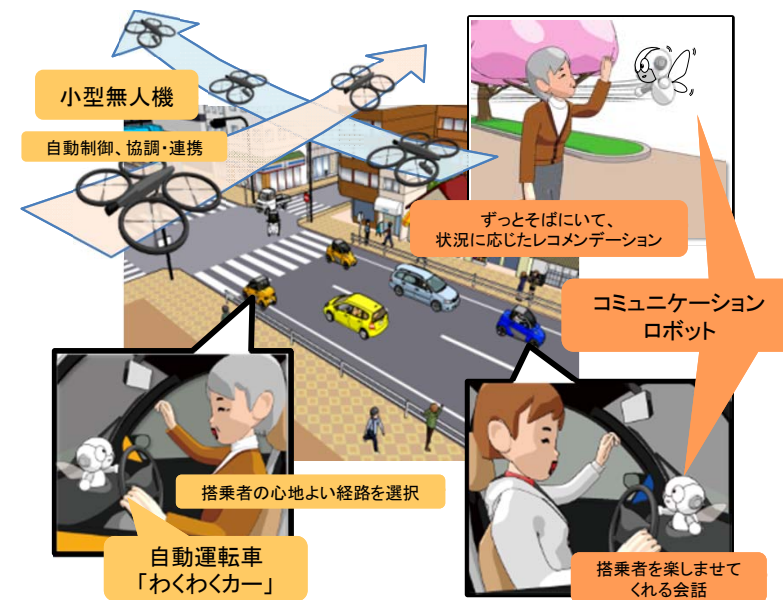 小型無人機
自動制御、協調・連携
ずっとそばにいて、
状況に応じたレコメンデーション
コミュニケーション
ロボット
搭乗者の心地よい経路を選択
自動運転車
「わくわくカー」
搭乗者を楽しませて
くれる会話